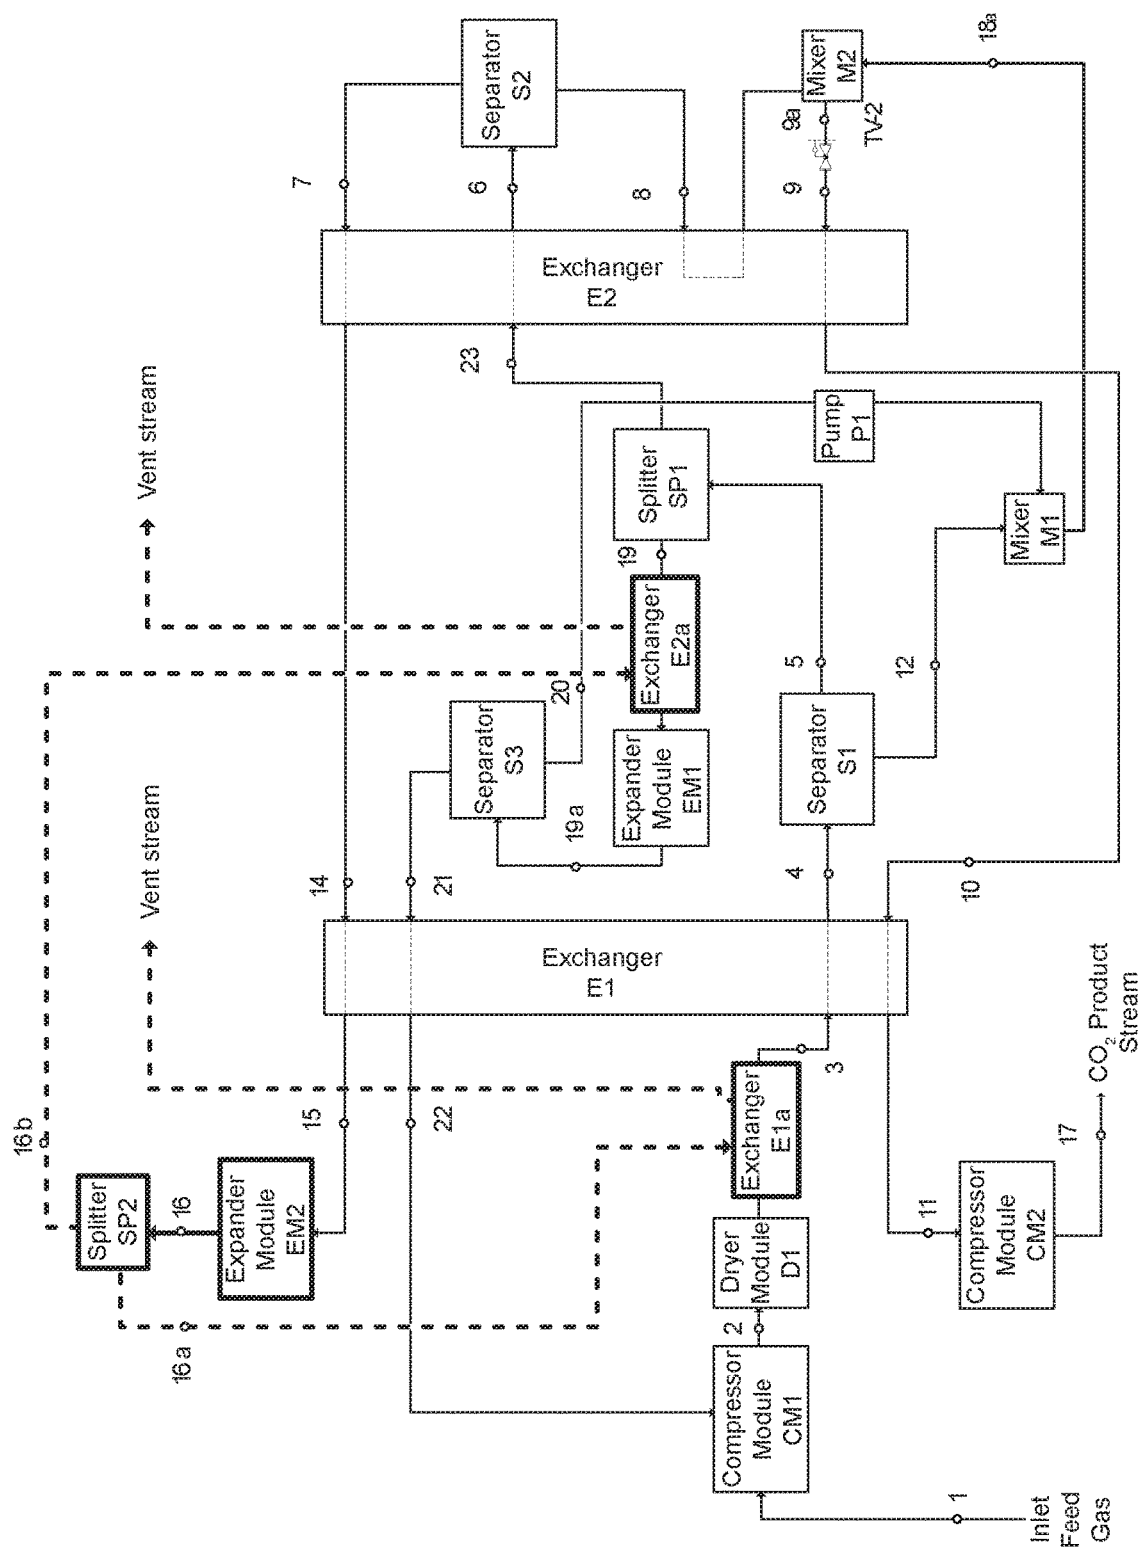 16b
Splitter
SP2
16
Expander
Module
EM2
15
16a
Vent stream
Vent stream
22
14
21
Separator
S3
19a
20
Expander
Module
EM1
Exchanger
E2a
19
Splitter
SP1
23
7
6
8
Separator
S2
Exchanger
E2
9
9a
TV-2
Mixer
M2
18a
Exchanger
E1
Inlet
Feed
Gas
1
Compressor
Module
CM1
2
Dryer
Module
D1
Exchanger
E1a
3
4
Separator
S1
5
12
Pump
P1
Mixer
M1
10
11
Compressor
Module
CM2
17
CO2 Product
Stream